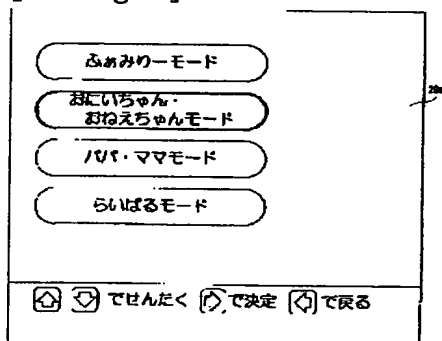 ふぁみりーモード
おにいちゃん・
おねえちゃんモード
パパ・ママモード
らいばるモード
でせんたく で決定 で戻る